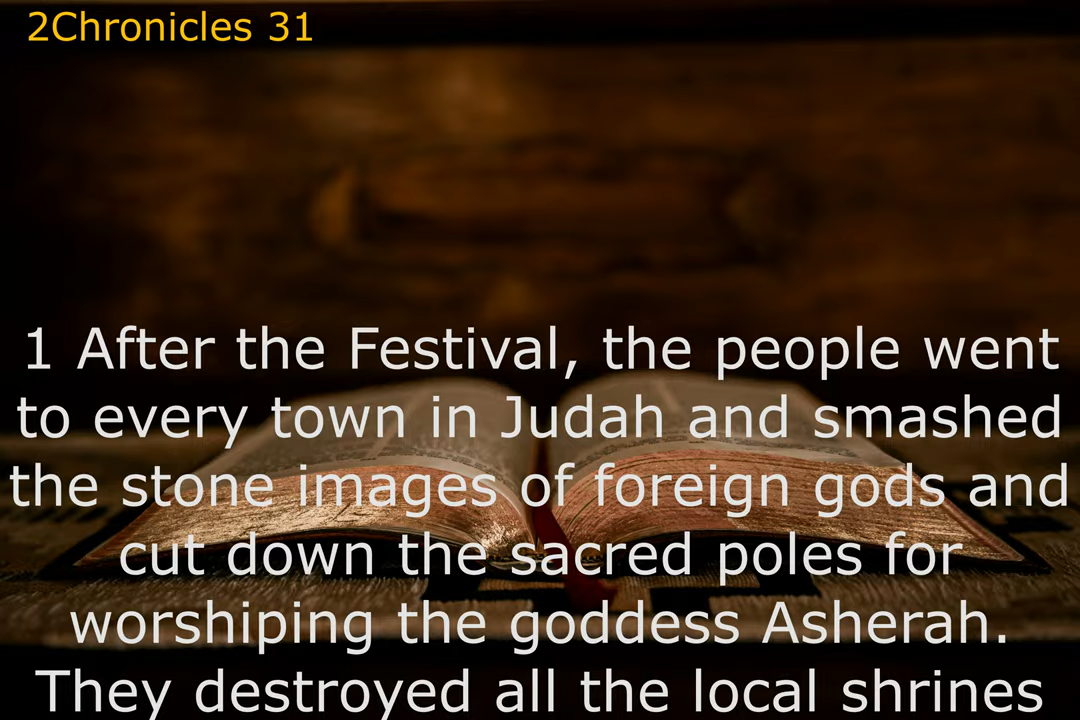 2Chronicles 31
1 After the Festival, the people went
to every town in Judah and smashed
the stone images of foreign gods and
cut down the sacred poles for
worshiping the goddess Asherah.
They destroyed all the local shrines